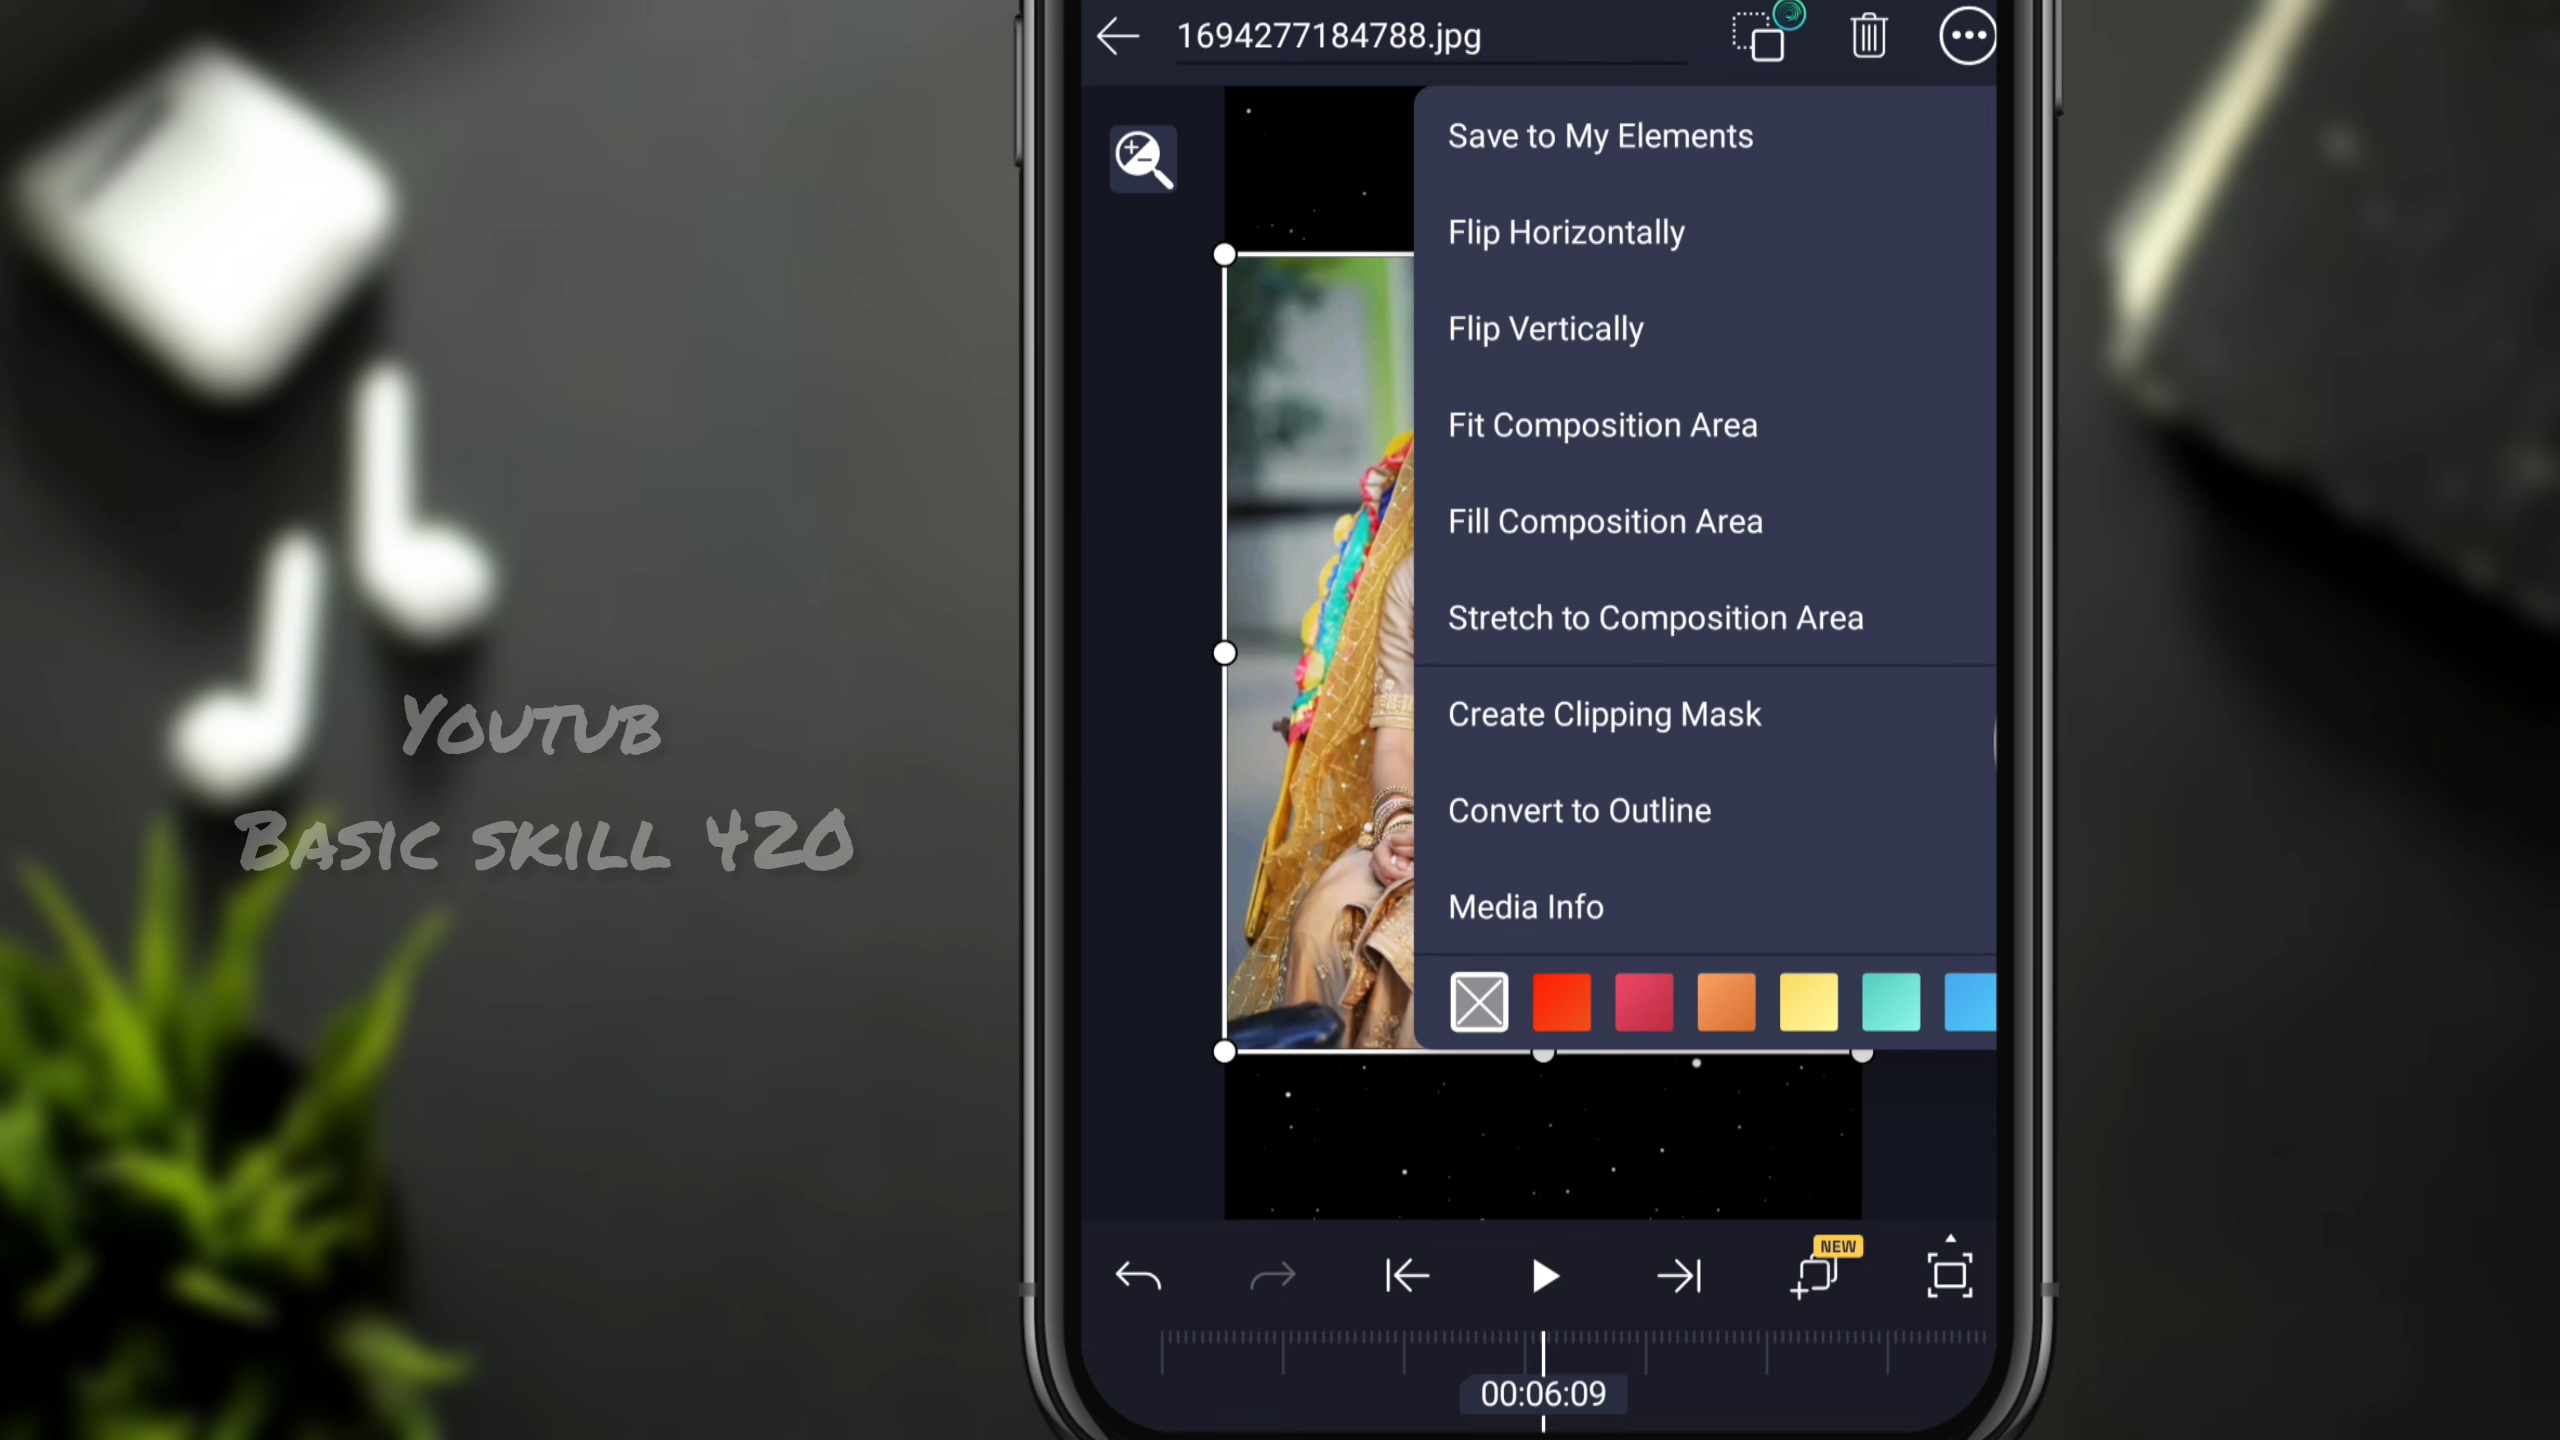 1694277184788.jpg
Save to My Elements
Flip Horizontally
Flip Vertically
Fit Composition Area
Fill Composition Area
Stretch to Composition Area
Create Clipping Mask
Convert to Outline
Media Info
YOUTUB
BASIC SKILL 420
NEW
00:06:09